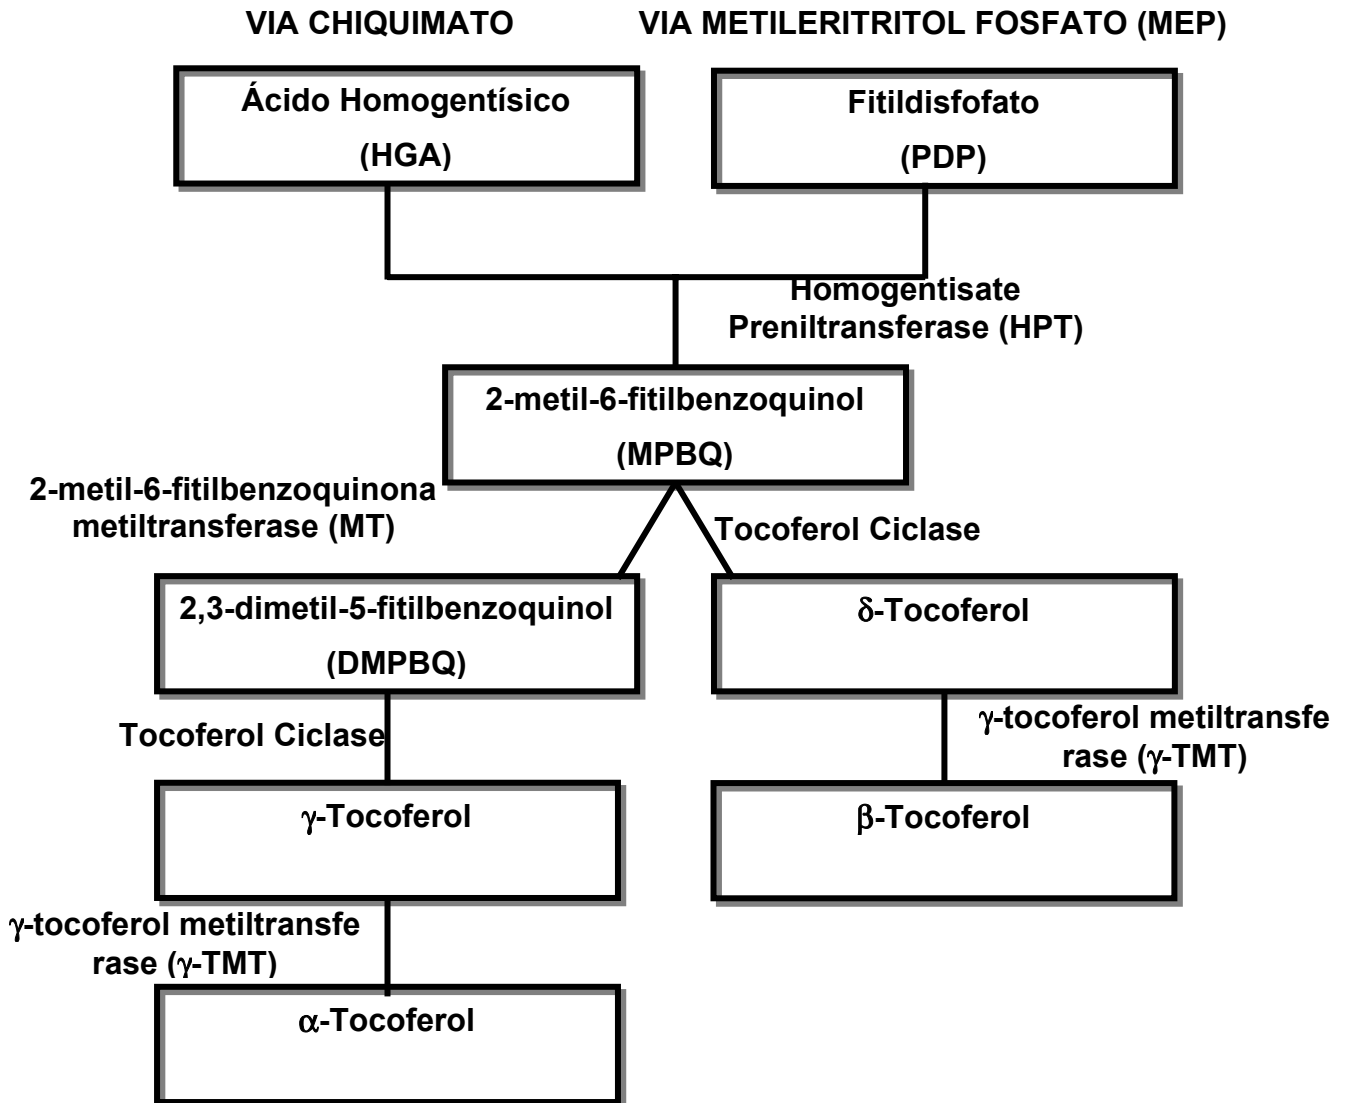 VIA CHIQUIMATO
VIA METILERITRITOL FOSFATO (MEP)
Ácido Homogentísico
(HGA)
Fitildisfofato
(PDP)
Homogentisate
Preniltransferase (HPT)
2-metil-6-fitilbenzoquinol
(MPBQ)
2-metil-6-fitilbenzoquinona
metiltransferase (MT)
Tocoferol Ciclase
2,3-dimetil-5-fitilbenzoquinol
(DMPBQ)
δ-Tocoferol
Tocoferol Ciclase
γ-tocoferol metiltransfe
rase (γ-TMT)
γ-Tocoferol
β-Tocoferol
γ-tocoferol metiltransfe
rase (γ-TMT)
α-Tocoferol